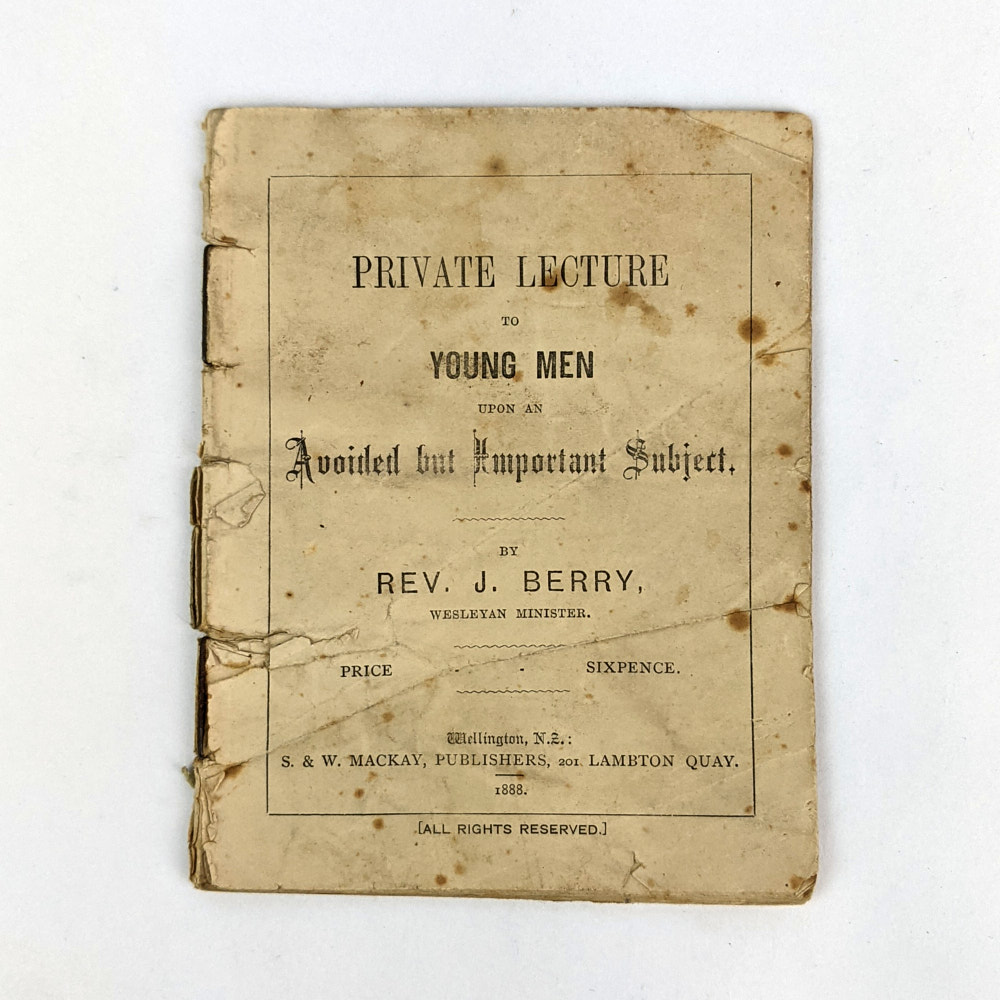 PRIVATE LECTURE
TO
YOUNG MEN
UPON AN
Avoided but Important Subject.
BY
REV. J. BERRY,
WESLEYAN MINISTER.
PRICE - - SIXPENCE.
Wellington, N.Z.:
S. & W. MACKAY, PUBLISHERS, 201 LAMBTON QUAY.
1888.
[ALL RIGHTS RESERVED.]